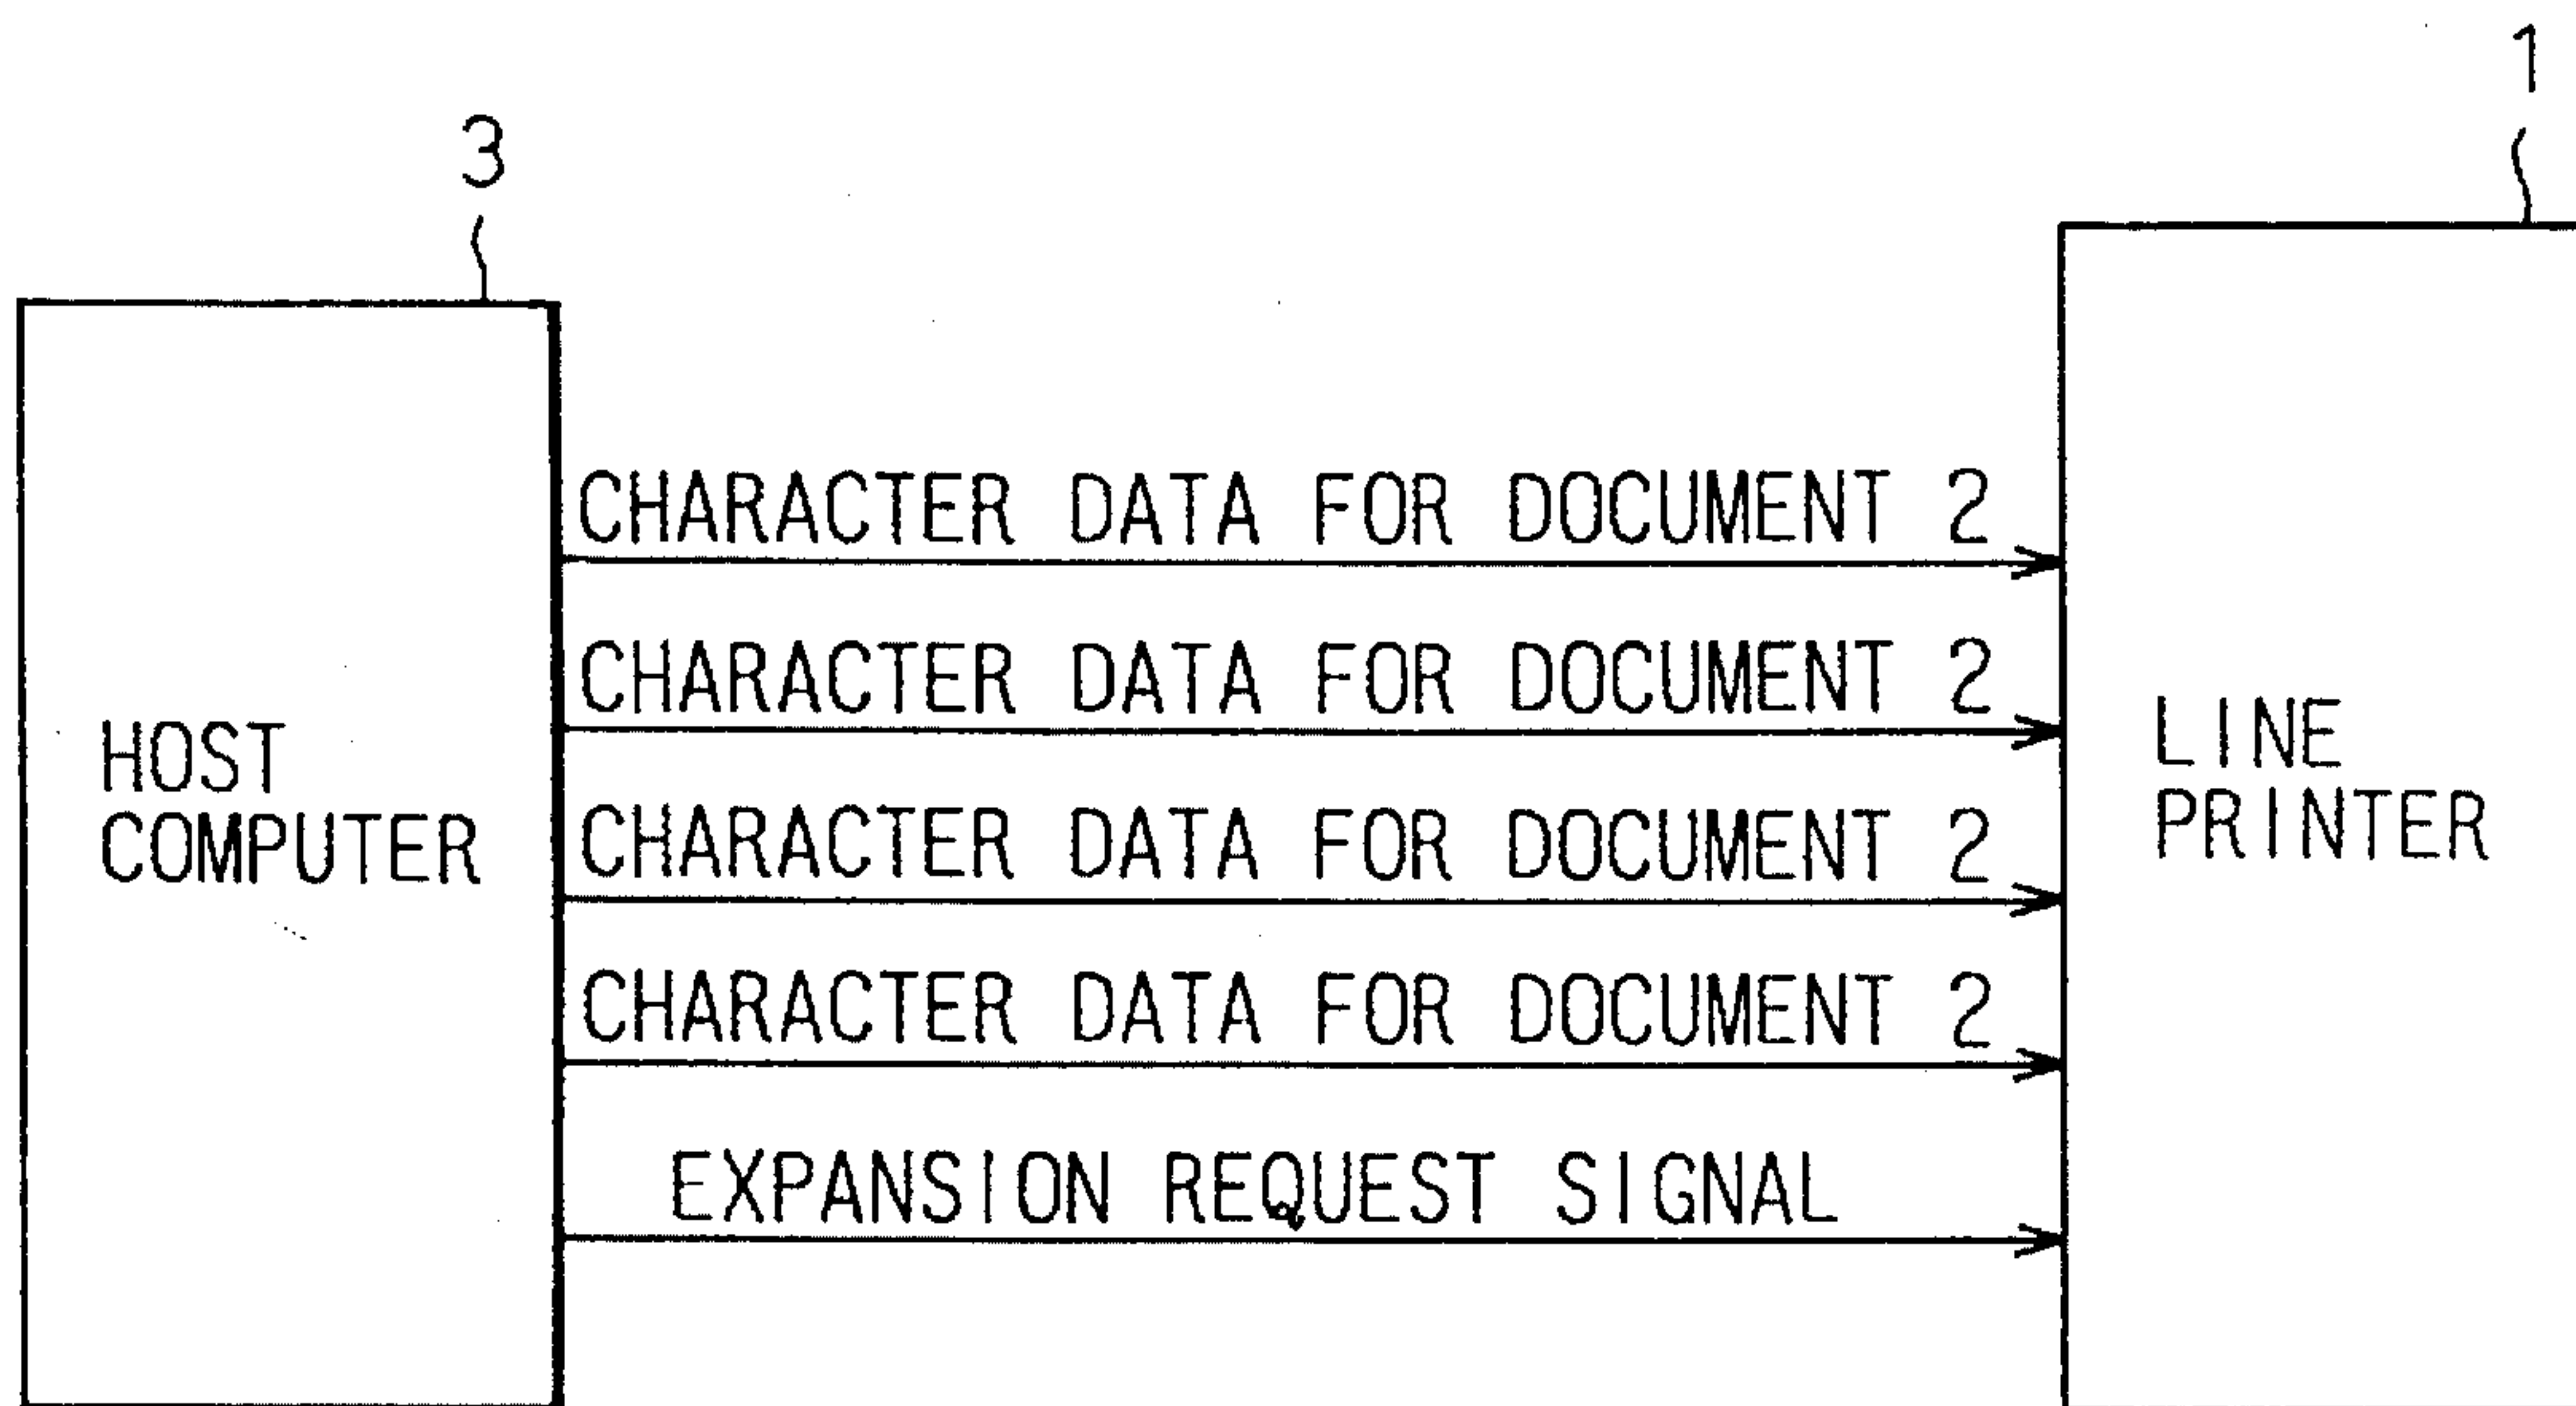 1
3
CHARACTER DATA FOR DOCUMENT 2
CHARACTER DATA FOR DOCUMENT 2
HOST
COMPUTER
LINE
PRINTER
CHARACTER DATA FOR DOCUMENT 2
CHARACTER DATA FOR DOCUMENT 2
EXPANSION REQUEST SIGNAL